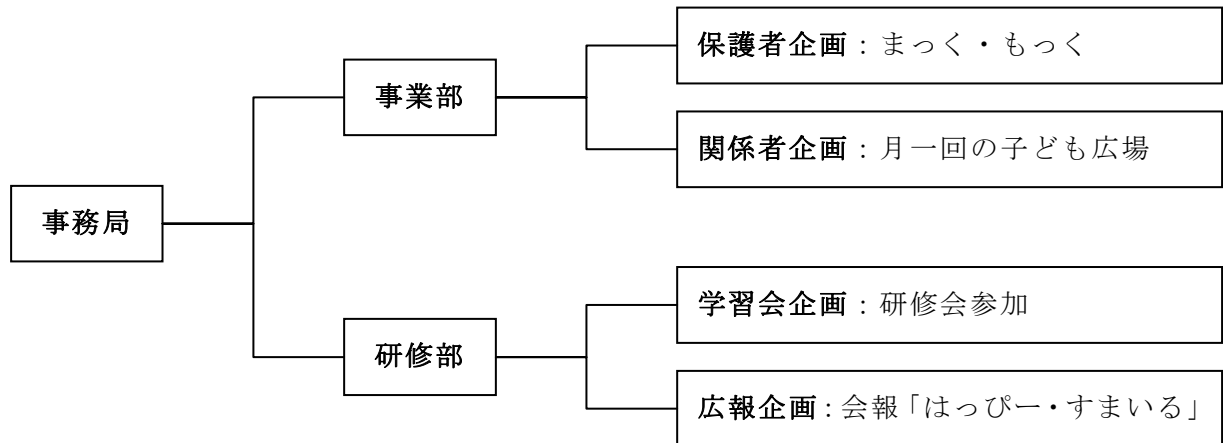 保護者企画：まっく・もっく
事業部
関係者企画：月一回の子ども広場
事務局
学習会企画：研修会参加
研修部
広報企画：会報「はっぴー・すまいる」